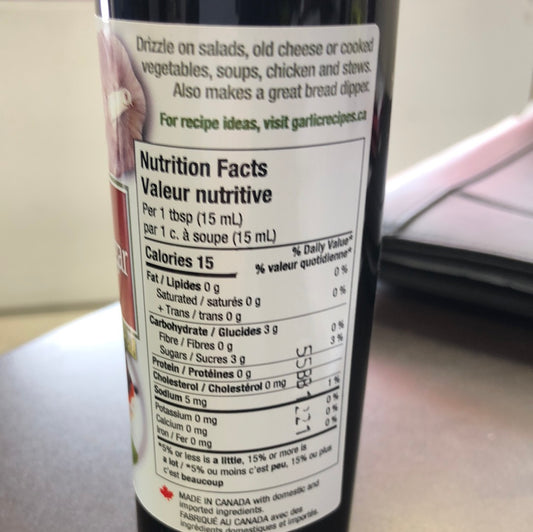 Drizzle on salads, old cheese or cooked
vegetables, soups, chicken and stews.
Also makes a great bread dipper.
For recipe ideas, visit garlicrecipes.ca
Nutrition Facts
Valeur nutritive
Per 1 tbsp (15 mL)
par 1 c. à soupe (15 mL)
Calories 15
% Daily Value*
% valeur quotidienne*
Fat / Lipides 0 g 0 %
Saturated / saturés 0 g
+ Trans / trans 0 g 0 %
Carbohydrate / Glucides 3 g
Fibre / Fibres 0 g 0 %
Sugars / Sucres 3 g 3 %
Protein / Protéines 0 g
Cholesterol / Cholestérol 0 mg
Sodium 5 mg 1 %
Potassium 0 mg 0 %
Calcium 0 mg 0 %
Iron / Fer 0 mg 0 %
*5% or less is a little, 15% or more is
a lot / *5% ou moins c'est peu, 15% ou plus
c'est beaucoup
MADE IN CANADA with domestic and
imported ingredients.
FABRIQUÉ AU CANADA avec des
ingrédients domestiques et importés.